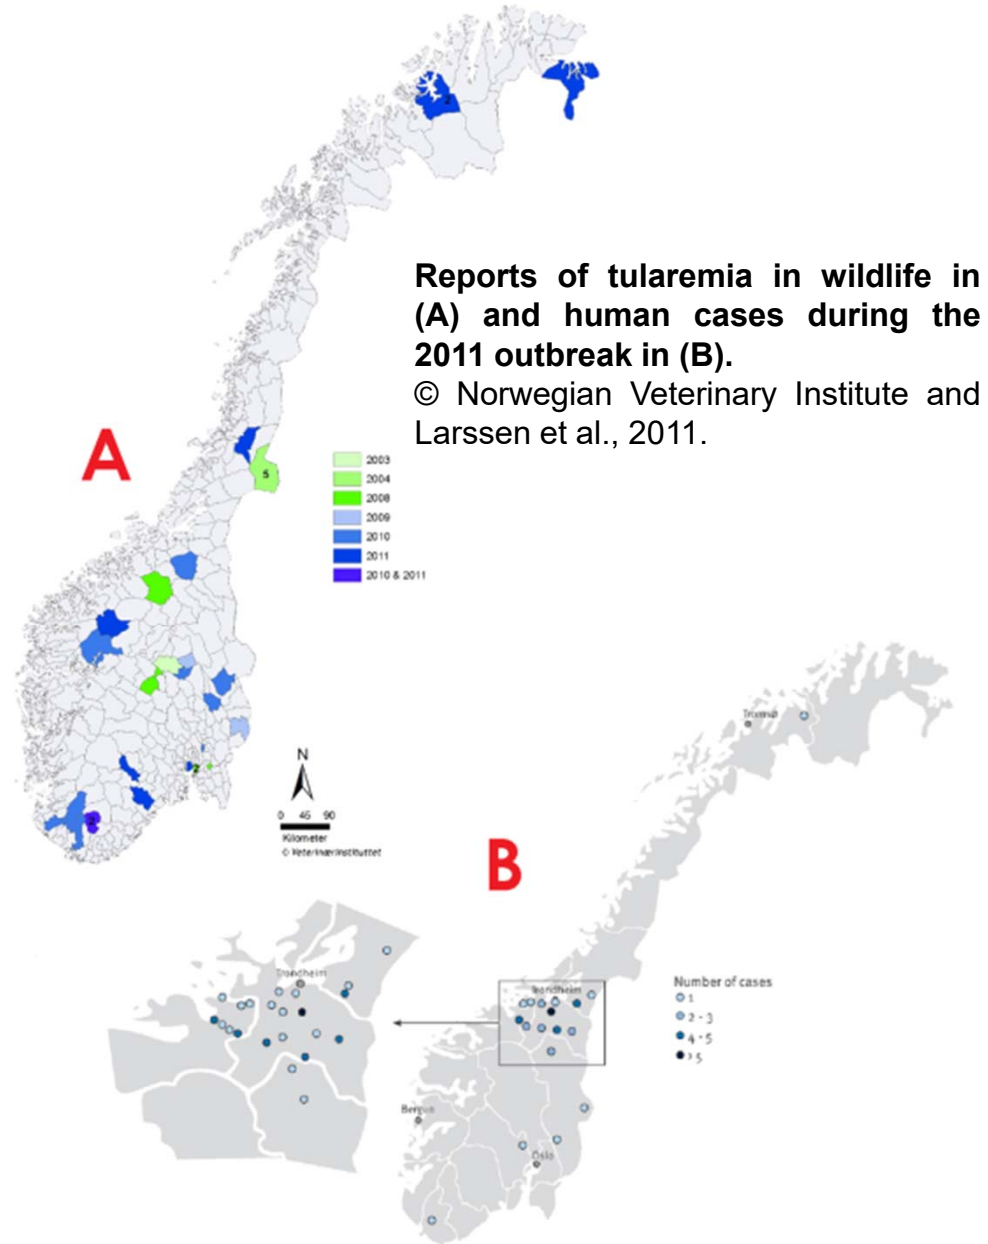 Reports of tularemia in wildlife in
(A) and human cases during the
2011 outbreak in (B).
© Norwegian Veterinary Institute and
Larssen et al., 2011.
A
2
5
2003
2004
2008
2009
2010
2011
2010 & 2011
2
2
N
0 45 90
Kilometer
© Veterinærinstituttet
B
Tromsø
Trondheim
Trondheim
Number of cases
1
2 - 3
4 - 5
>5
Bergen
Oslo